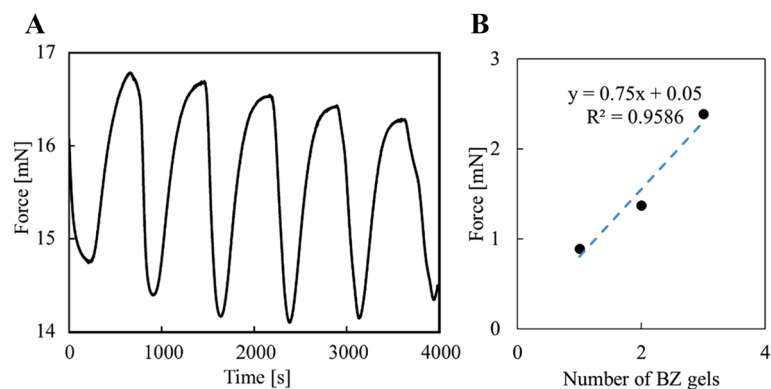 A
B
17
16
15
14
Force [mN]
0
1000
2000
3000
4000
Time [s]
3
2
1
0
Force [mN]
y = 0.75x + 0.05
R² = 0.9586
0
2
4
Number of BZ gels